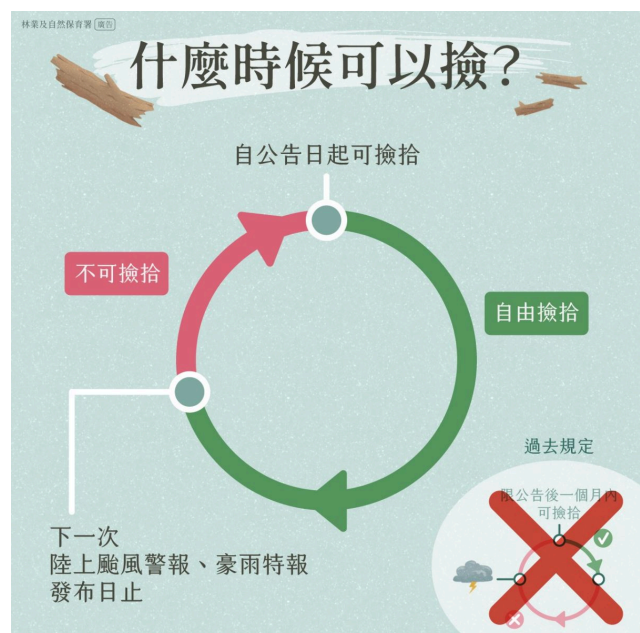 林業及自然保育署 廣告
什麼時候可以撿?
自公告日起可撿拾
不可撿拾
自由撿拾
過去規定
限公告後一個月內
可撿拾
下一次
陸上颱風警報、豪雨特報
發布日止